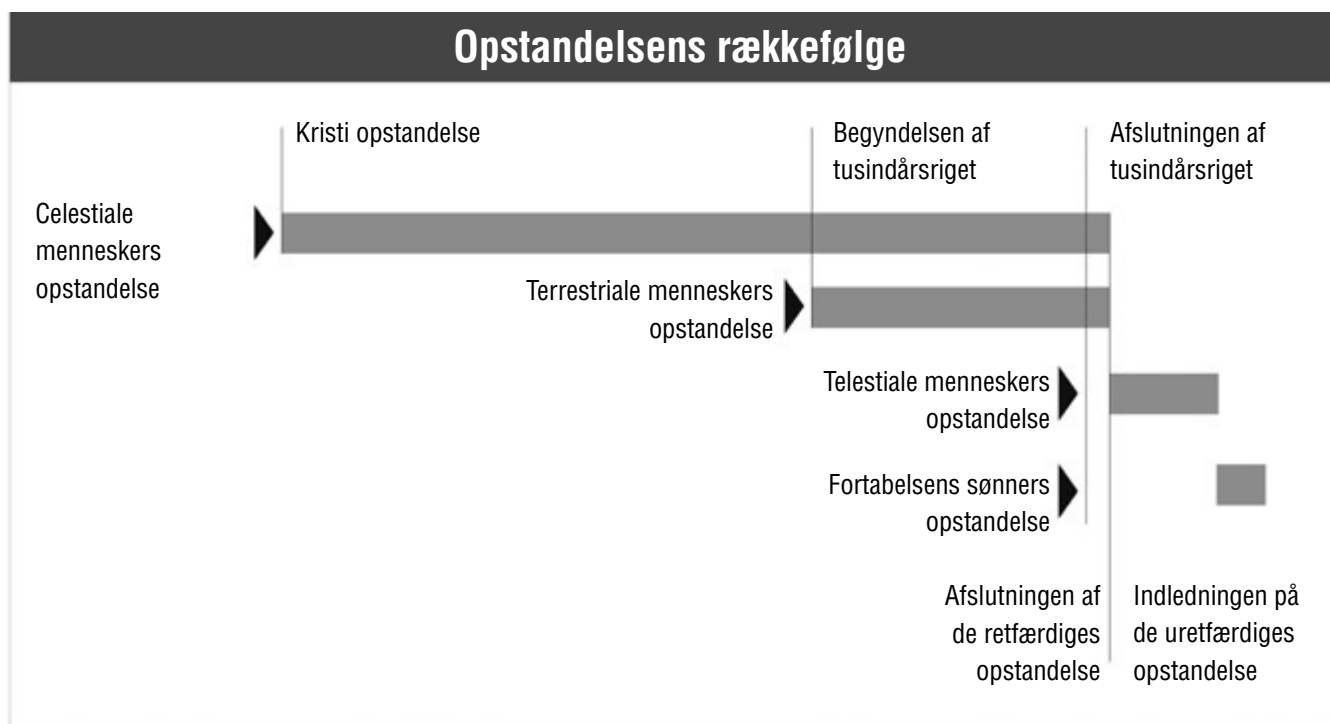 Opstandelsens rækkefølge
Kristi opstandelse
Begyndelsen af
tusindårsriget
Afslutningen af
tusindårsriget
Celestiale
menneskers
opstandelse
Terrestriale menneskers
opstandelse
Telestiale menneskers
opstandelse
Fortabelsens sønners
opstandelse
Afslutningen af
de retfærdiges
opstandelse
Indledningen på
de uretfærdiges
opstandelse